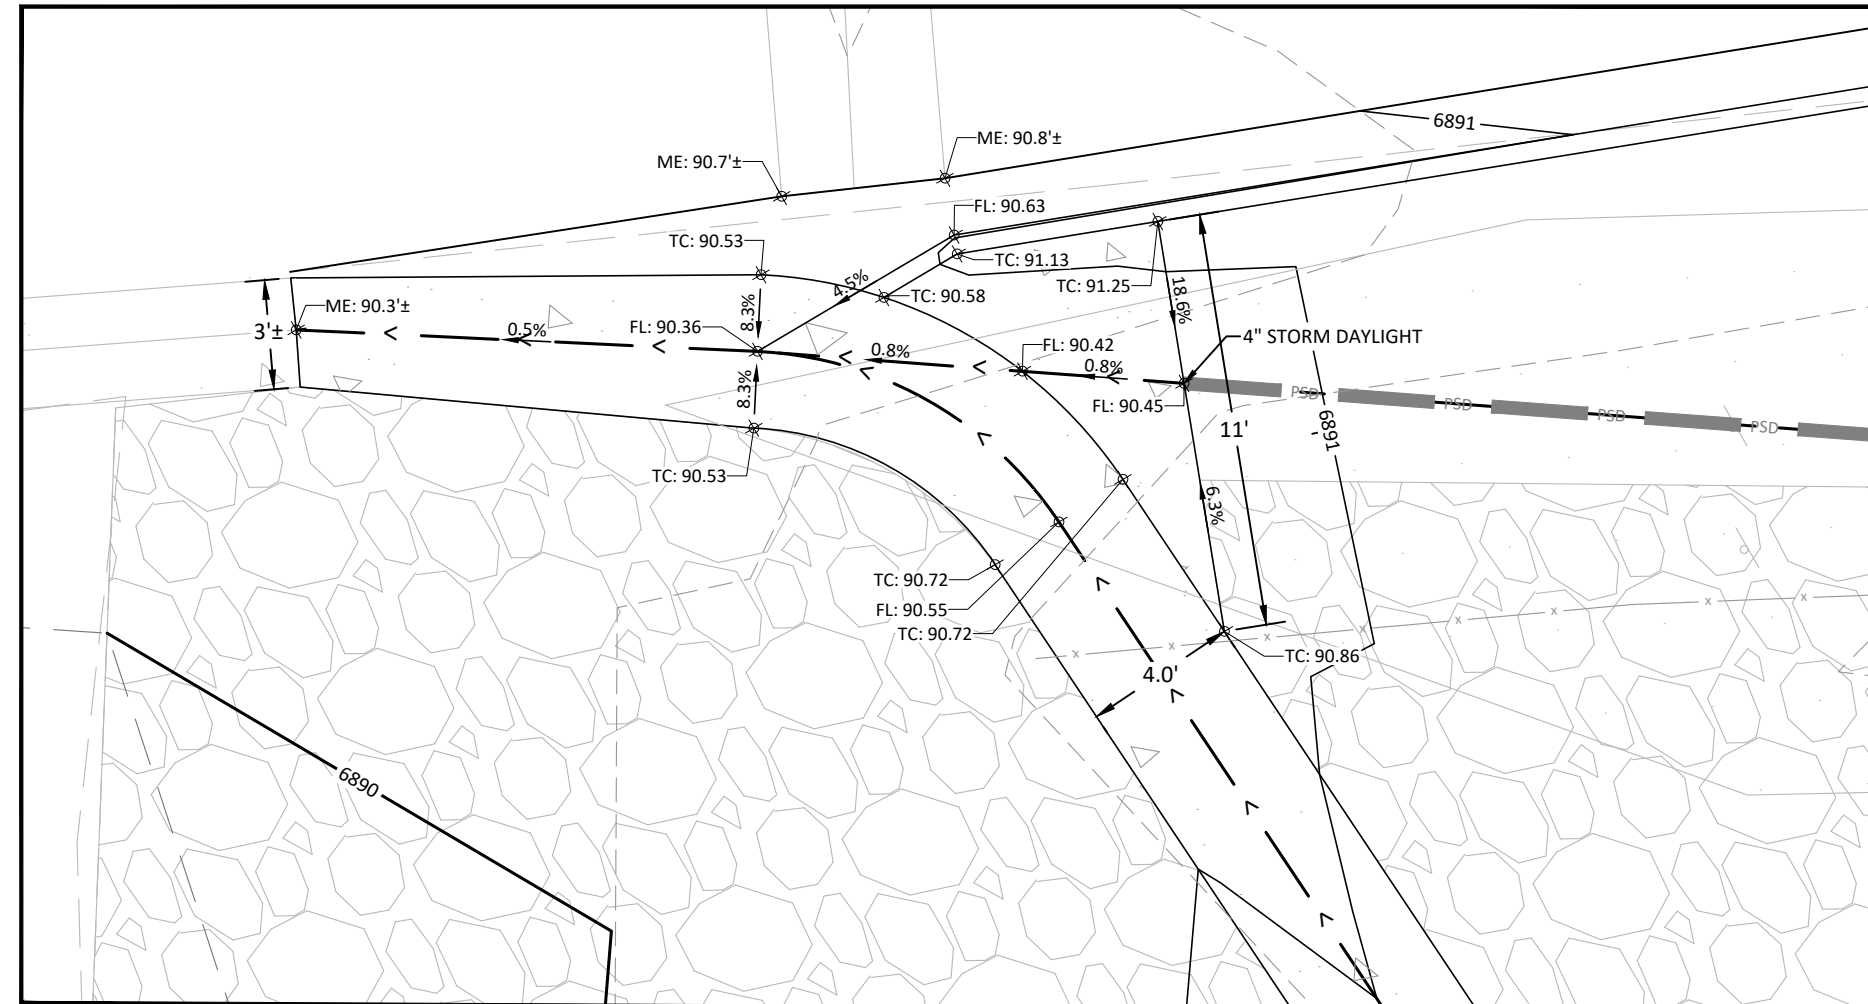 6891
ME: 90.8'±
ME: 90.7'±
FL: 90.63
TC: 90.53
TC: 91.13
4.5%
TC: 91.25
TC: 90.58
18.6%
ME: 90.3'±
8.3%
3'±
0.5%
FL: 90.36
4" STORM DAYLIGHT
FL: 90.42
0.8%
0.8%
8.3%
FL: 90.45
PSD
PSD
PSD
PSD
11'
6891
TC: 90.53
6.3%
TC: 90.72
FL: 90.55
TC: 90.72
x
x
x
x
x
x
x
TC: 90.86
4.0'
6890